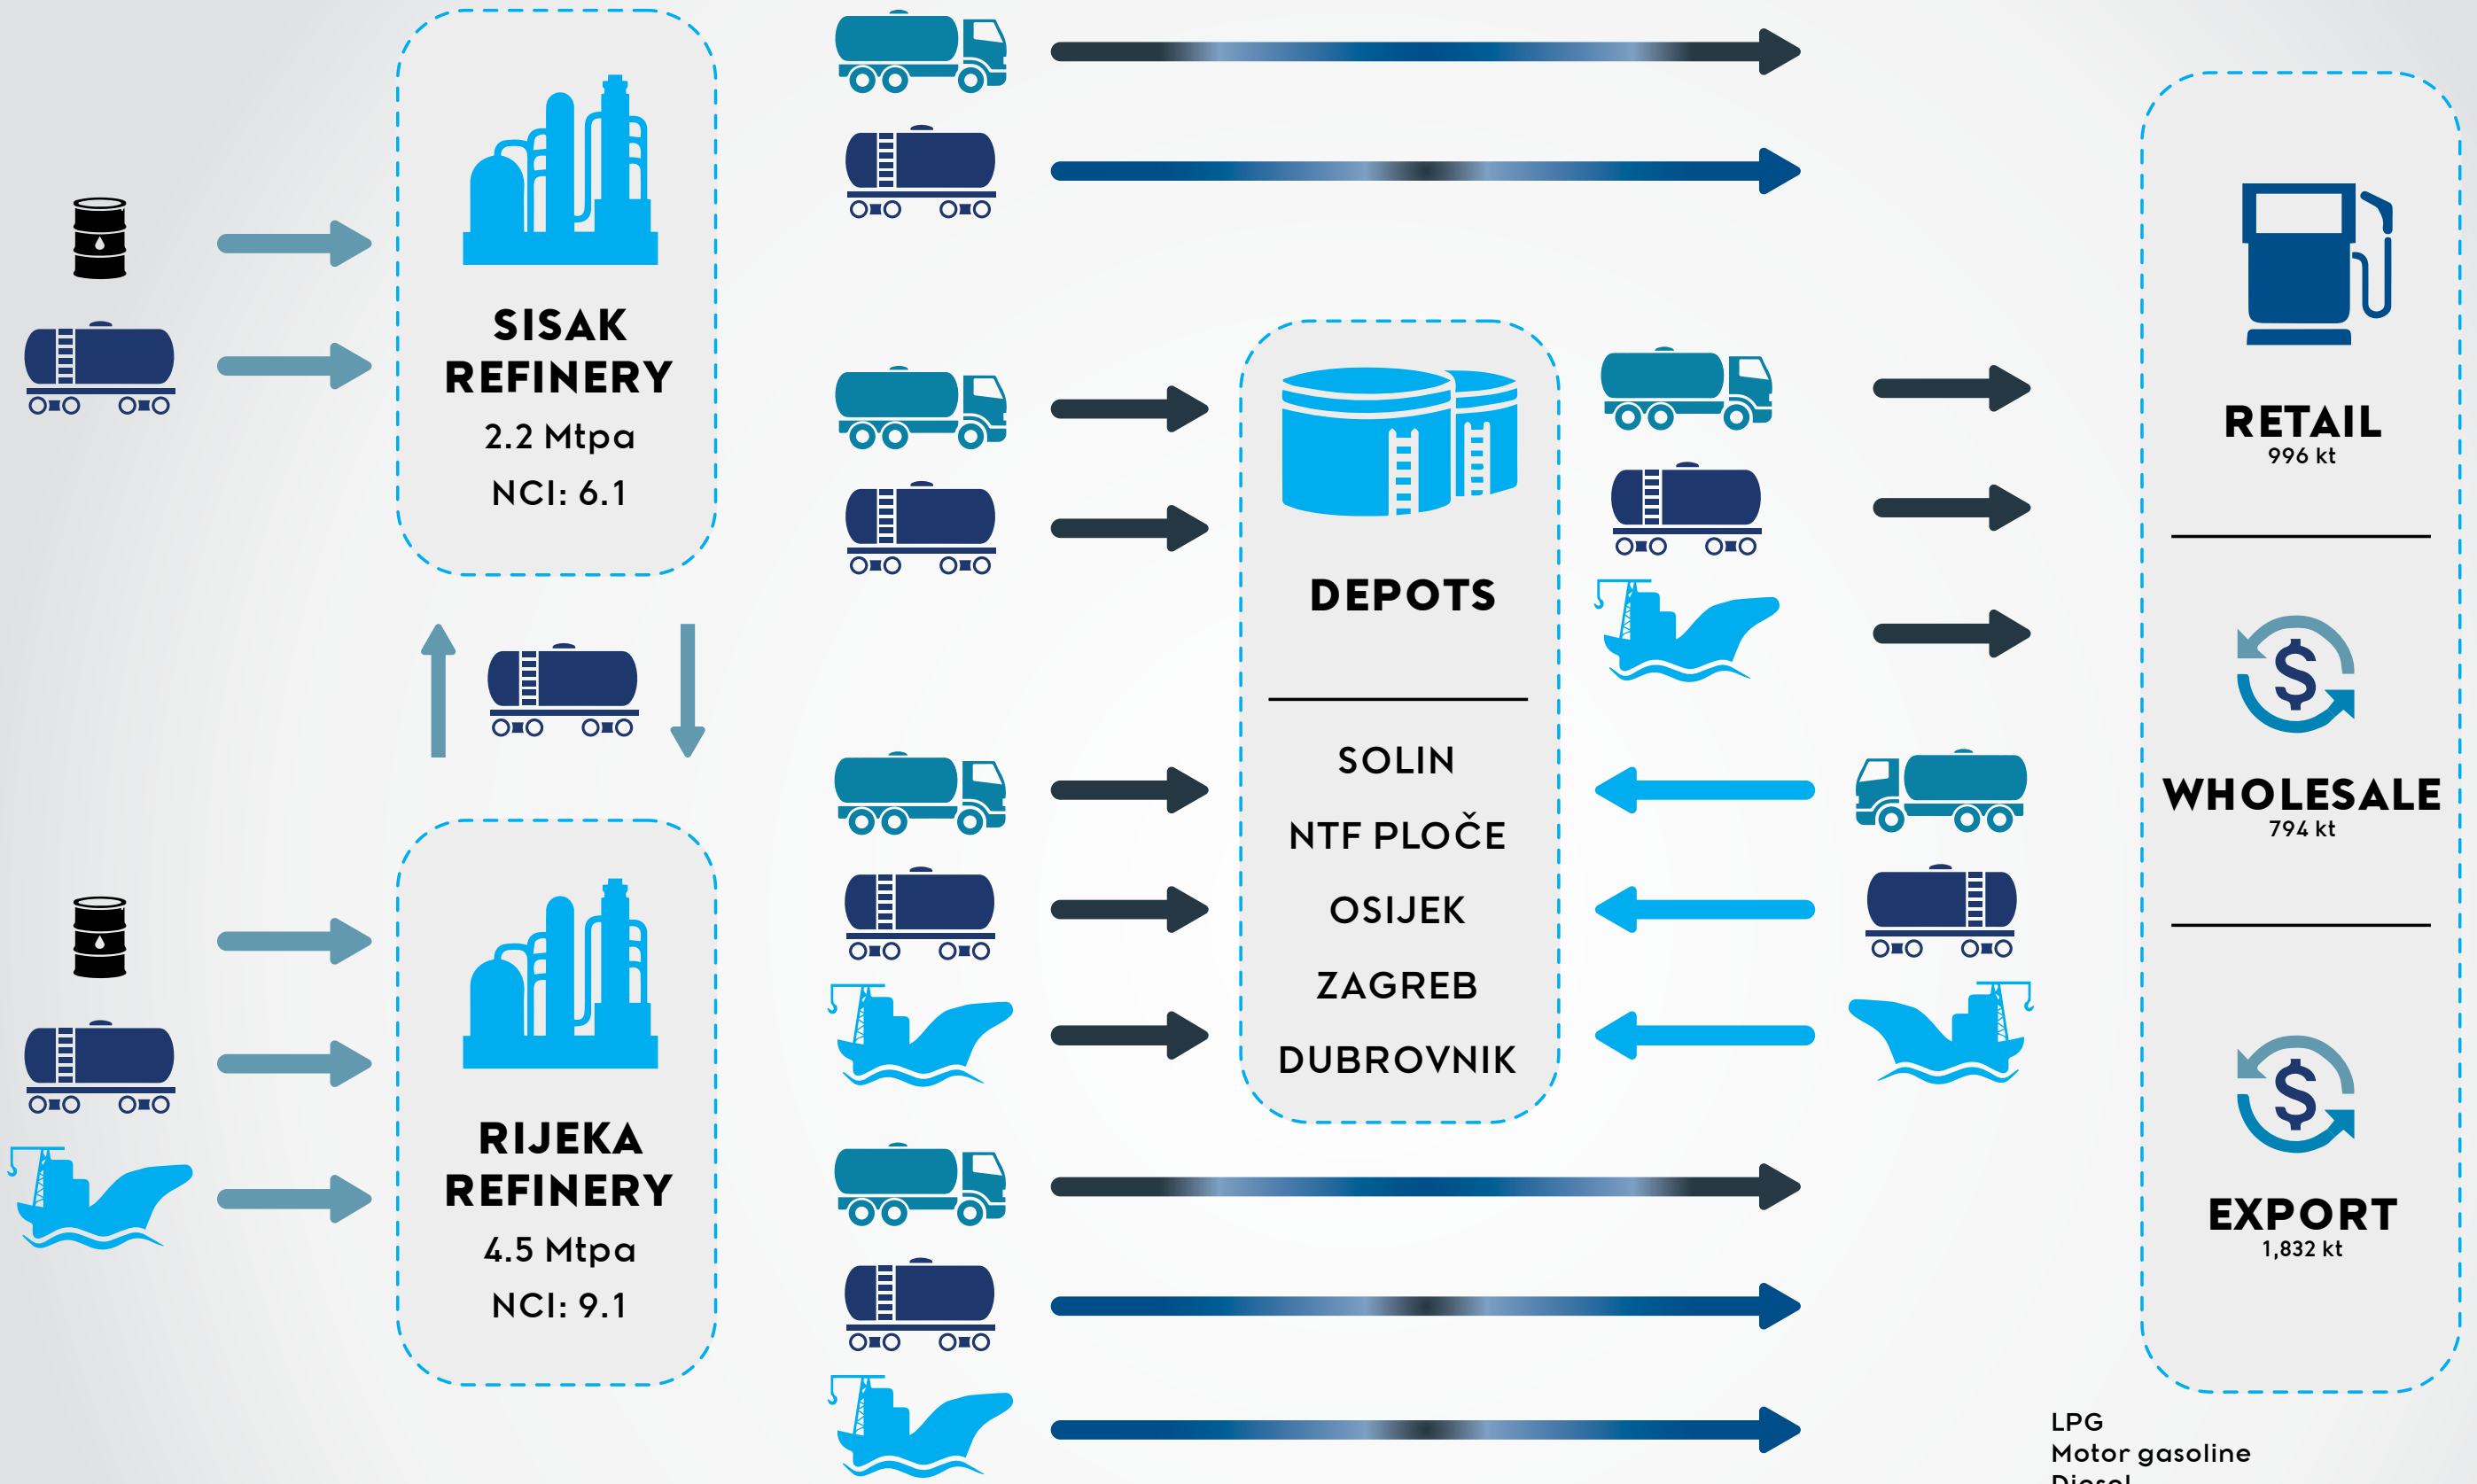 SISAK
REFINERY
2.2 Mtpa
NCI: 6.1
RIJEKA
REFINERY
4.5 Mtpa
NCI: 9.1
DEPOTS
SOLIN
NTF PLOČE
OSIJEK
ZAGREB
DUBROVNIK
RETAIL
996 kt
$
WHOLESALE
794 kt
$
EXPORT
1,832 kt
LPG
Motor gasoline
Diesel